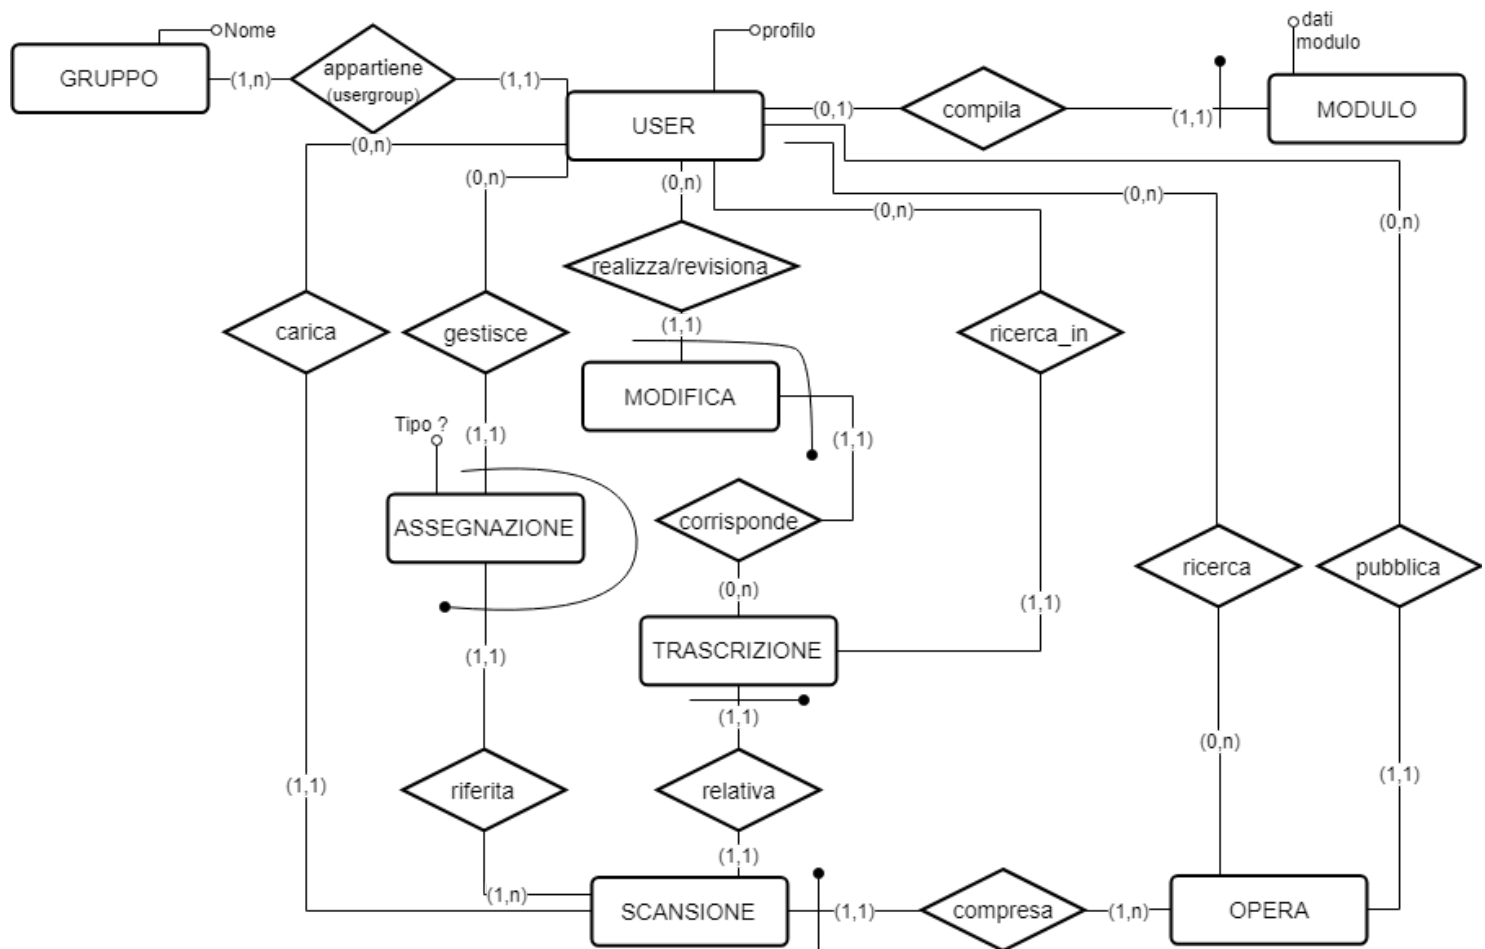 Nome
profilo
dati
modulo
GRUPPO
(1,n)
appartiene
(usergroup)
(1,1)
USER
(0,1)
compila
(1,1)
MODULO
(0,n)
(0,n)
(0,n)
(0,n)
(0,n)
(0,n)
realizza/revisiona
carica
gestisce
(1,1)
ricerca_in
MODIFICA
Tipo ?
(1,1)
(1,1)
ASSEGNAZIONE
corrisponde
ricerca
pubblica
(0,n)
(1,1)
TRASCRIZIONE
(1,1)
(1,1)
(0,n)
(1,1)
(1,1)
riferita
relativa
(1,1)
(1,n)
SCANSIONE
(1,1)
compresa
(1,n)
OPERA